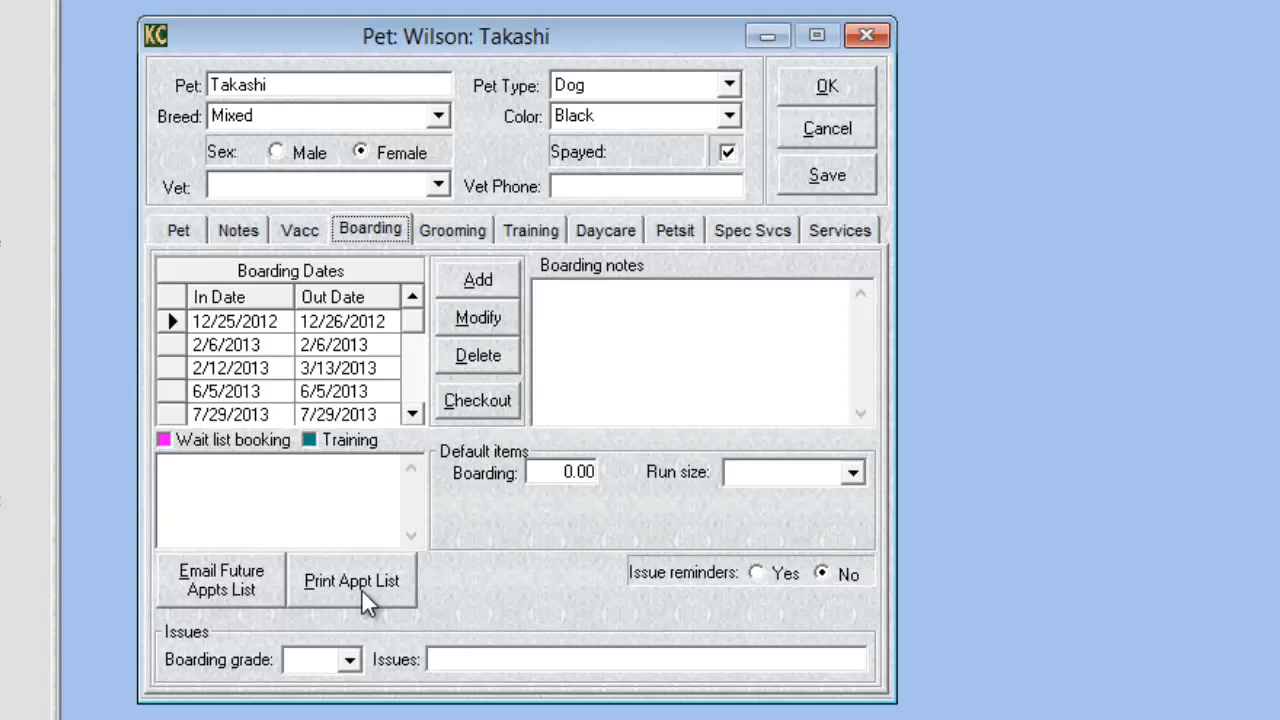 KC Pet: Wilson: Takashi
Pet: Takashi Pet Type: Dog OK
Breed: Mixed Color: Black Cancel
Sex: Male Female Spayed:
Vet: Vet Phone: Save
Pet Notes Vacc Boarding Grooming Training Daycare Petsit Spec Svcs Services
Boarding Dates
In Date Out Date
12/25/2012 12/26/2012
2/6/2013 2/6/2013
2/12/2013 3/13/2013
6/5/2013 6/5/2013
7/29/2013 7/29/2013
Add
Modify
Delete
Checkout
Boarding notes
Wait list booking Training
Default items
Boarding: 0.00 Run size:
Email Future
Appts List
Print Appt List
Issue reminders: Yes No
Issues
Boarding grade: Issues: